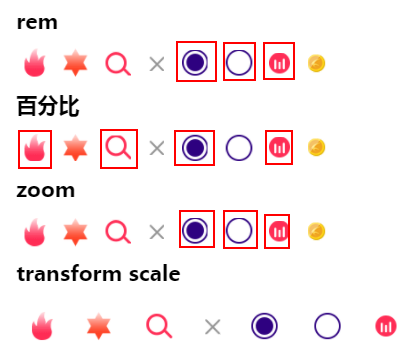 rem
百分比
zoom
transform scale